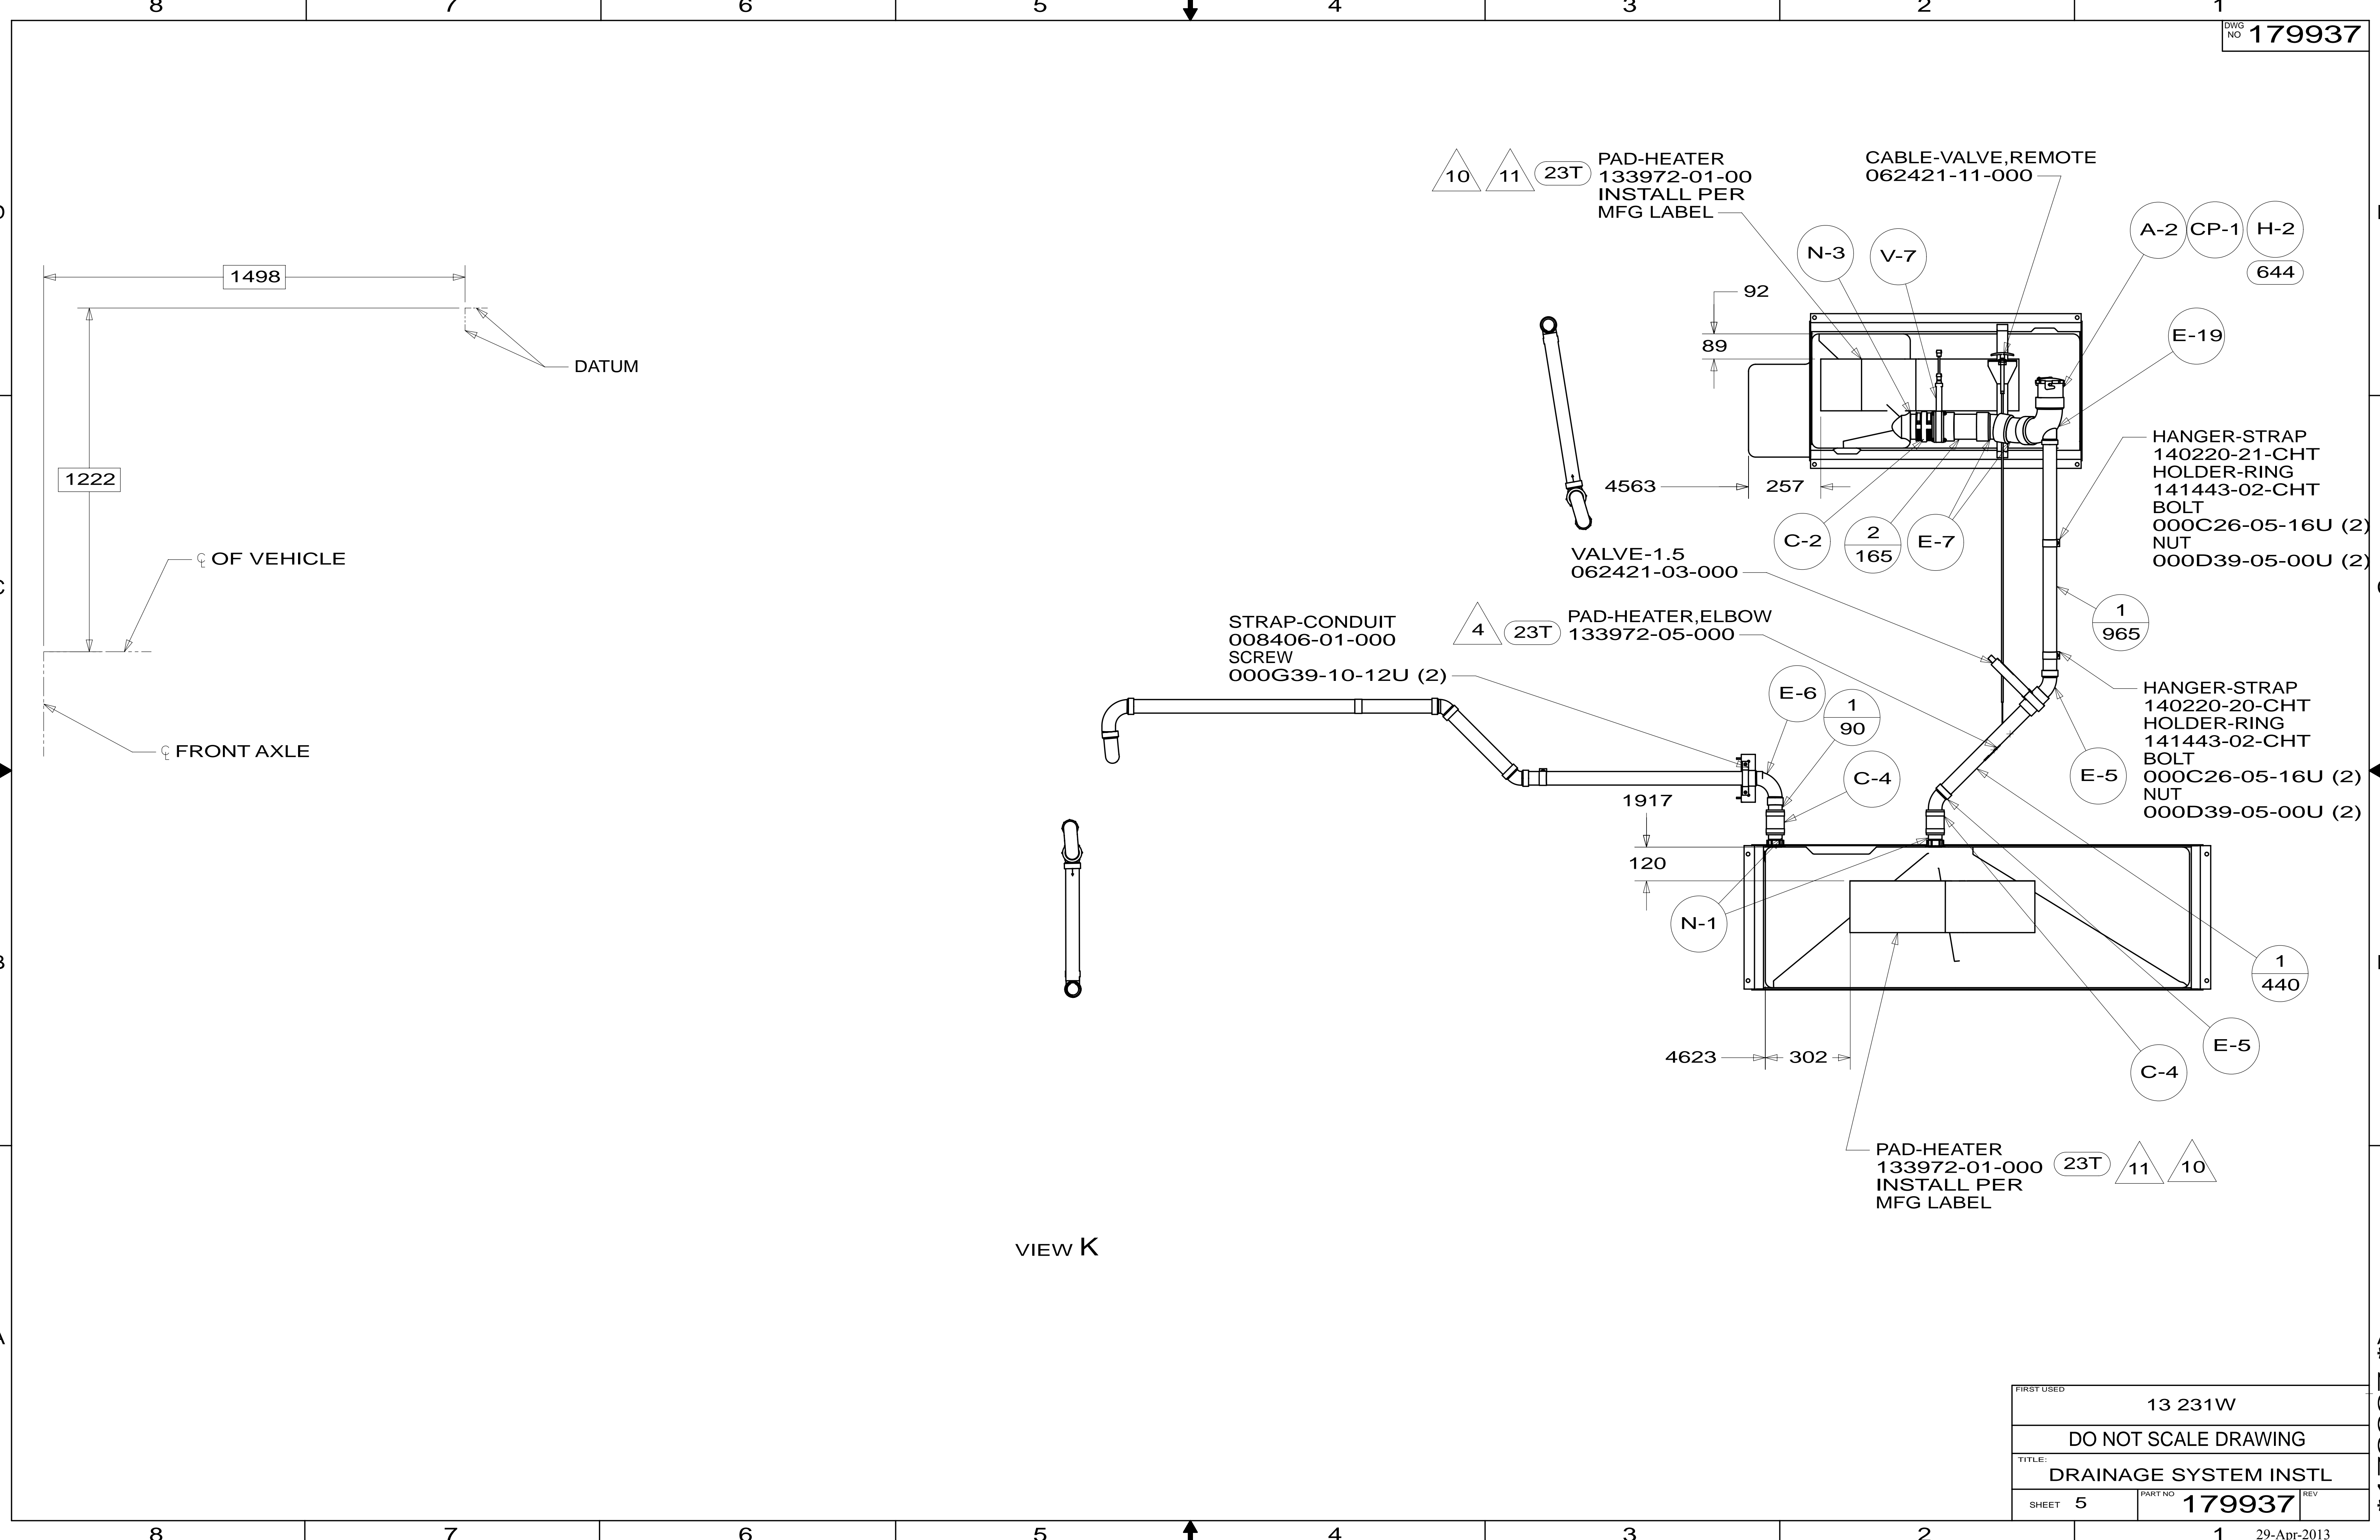 8 7 6 5 4 3 2 1
DWG NO 179937
10 11 23T
PAD-HEATER
133972-01-00
INSTALL PER
MFG LABEL
CABLE-VALVE,REMOTE
062421-11-000
A-2 CP-1 H-2
644
N-3 V-7
E-19
92
89
1498
DATUM
1222
℄ OF VEHICLE
℄ FRONT AXLE
4563 257
C-2
2
165
E-7
HANGER-STRAP
140220-21-CHT
HOLDER-RING
141443-02-CHT
BOLT
000C26-05-16U (2)
NUT
000D39-05-00U (2)
VALVE-1.5
062421-03-000
1
965
STRAP-CONDUIT
008406-01-000
SCREW
000G39-10-12U (2)
4 23T
PAD-HEATER,ELBOW
133972-05-000
E-6
1
90
C-4
E-5
HANGER-STRAP
140220-20-CHT
HOLDER-RING
141443-02-CHT
BOLT
000C26-05-16U (2)
NUT
000D39-05-00U (2)
1917
120
N-1
1
440
4623 302
E-5
C-4
PAD-HEATER
133972-01-000
INSTALL PER
MFG LABEL
23T 11 10
VIEW K
FIRST USED
13 231W
DO NOT SCALE DRAWING
TITLE:
DRAINAGE SYSTEM INSTL
SHEET 5
PART NO 179937
REV
8 7 6 5 4 3 2 1
29-Apr-2013